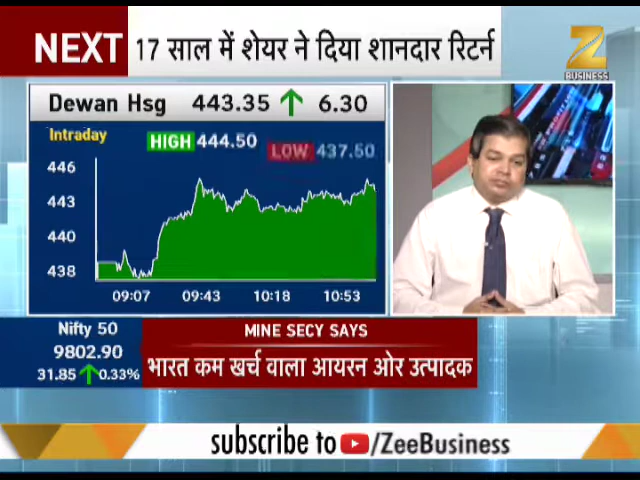 NEXT
17 साल में शेयर ने दिया शानदार रिटर्न
Z
BUSINESS
Dewan Hsg 443.35 6.30
Intraday
HIGH 444.50
LOW 437.50
446
443
440
438
09:07 09:43 10:18 10:53
Nifty 50
9802.90
31.85 0.33%
MINE SECY SAYS
भारत कम खर्च वाला आयरन ओर उत्पादक
subscribe to /ZeeBusiness